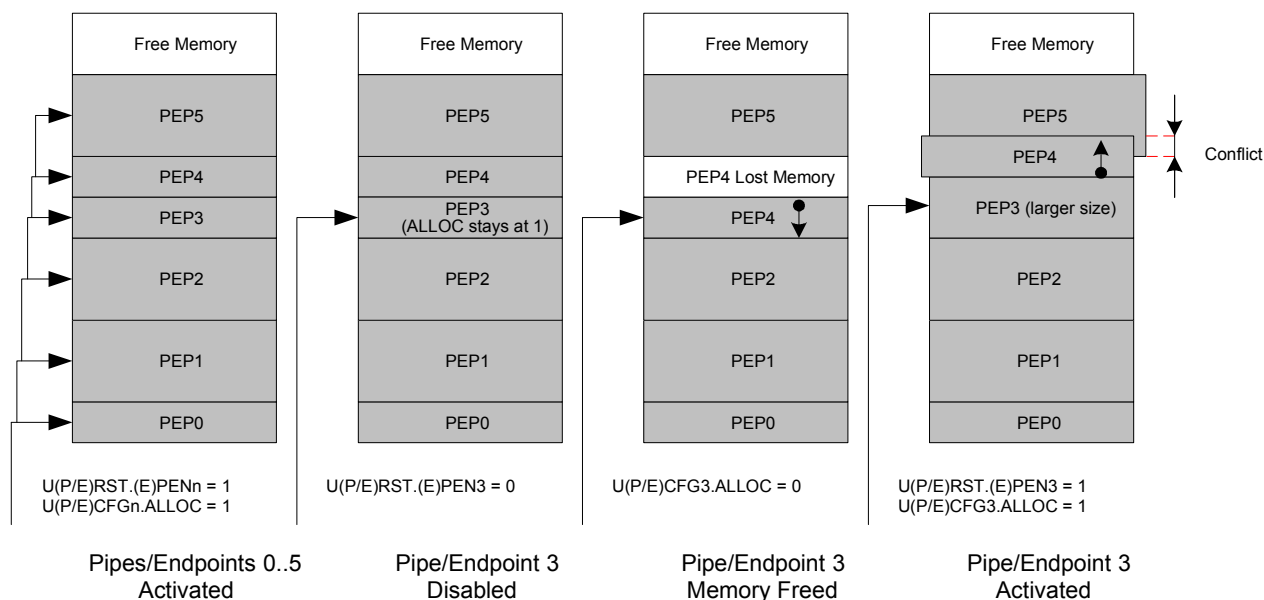 Free Memory
PEP5
PEP4
PEP3
PEP2
PEP1
PEP0
U(P/E)RST.(E)PENn = 1
U(P/E)CFGn.ALLOC = 1
Pipes/Endpoints 0..5
Activated
Free Memory
PEP5
PEP4
PEP3
(ALLOC stays at 1)
PEP2
PEP1
PEP0
U(P/E)RST.(E)PEN3 = 0
Pipe/Endpoint 3
Disabled
Free Memory
PEP5
PEP4 Lost Memory
PEP4
PEP2
PEP1
PEP0
U(P/E)CFG3.ALLOC = 0
Pipe/Endpoint 3
Memory Freed
Free Memory
PEP5
PEP4
Conflict
PEP3 (larger size)
PEP2
PEP1
PEP0
U(P/E)RST.(E)PEN3 = 1
U(P/E)CFG3.ALLOC = 1
Pipe/Endpoint 3
Activated